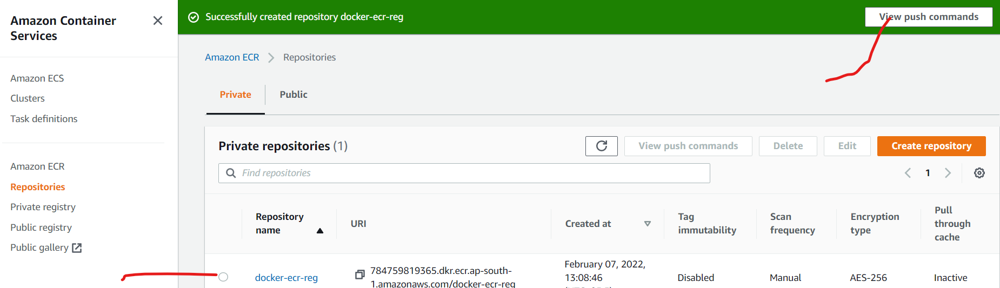 Amazon Container
Services
Amazon ECS
Clusters
Task definitions
Amazon ECR
Repositories
Private registry
Public registry
Public gallery
Successfully created repository docker-ecr-reg
View push commands
Amazon ECR > Repositories
Private Public
Private repositories (1)
View push commands Delete Edit Create repository
Find repositories
1
Repository
name
URI
Created at
Tag
immutability
Scan
frequency
Encryption
type
Pull
through
cache
docker-ecr-reg
784759819365.dkr.ecr.ap-south-
1.amazonaws.com/docker-ecr-reg
February 07, 2022,
13:08:46
Disabled
Manual
AES-256
Inactive